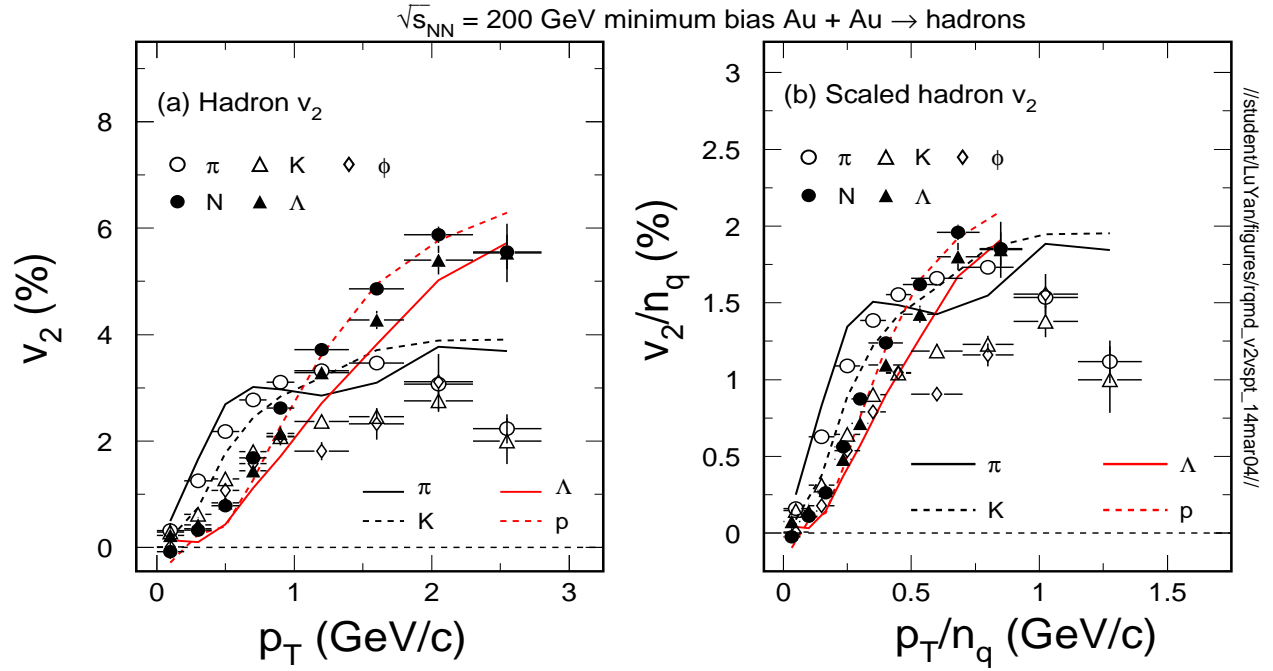 √s_NN = 200 GeV minimum bias Au + Au → hadrons
(a) Hadron v_2
π K ϕ
N Λ
π Λ
K p
8
6
4
2
0
0 1 2 3
v_2 (%)
p_T (GeV/c)
(b) Scaled hadron v_2
π K ϕ
N Λ
π Λ
K p
3
2.5
2
1.5
1
0.5
0
0 0.5 1 1.5
v_2/n_q (%)
p_T/n_q (GeV/c)
//student/LuYan/figures/rqmd_v2vspt_14mar04//